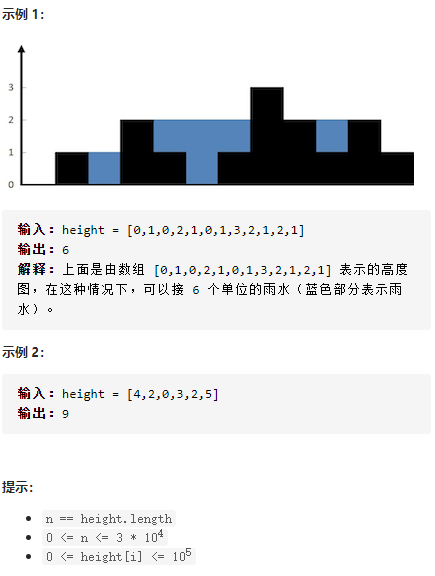 示例 1：
3
2
1
0
输入：height = [0,1,0,2,1,0,1,3,2,1,2,1]
输出：6
解释：上面是由数组 [0,1,0,2,1,0,1,3,2,1,2,1] 表示的高度
图，在这种情况下，可以接 6 个单位的雨水（蓝色部分表示雨
水）。
示例 2：
输入：height = [4,2,0,3,2,5]
输出：9
提示：
n == height.length
0 <= n <= 3 * 10⁴
0 <= height[i] <= 10⁵